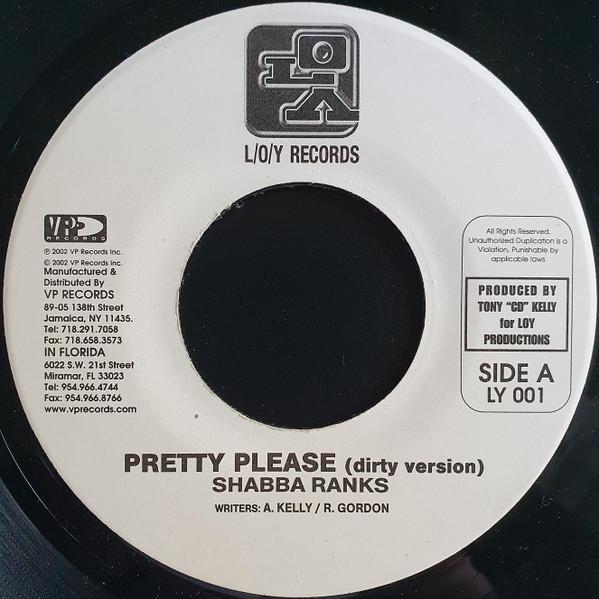 L/O/Y RECORDS
VP
RECORDS
℗ 2002 VP Records Inc.
© 2002 VP Records Inc.
Manufactured &
Distributed By
VP RECORDS
89-05 138th Street
Jamaica, NY 11435.
Tel: 718.291.7058
Fax: 718.658.3573
IN FLORIDA
6022 S.W. 21st Street
Miramar, FL 33023
Tel: 954.966.4744
Fax: 954.966.8766
www.vprecords.com
All Rights Reserved.
Unauthorized Duplication is a
Violation, Punishable by
applicable laws
PRODUCED BY
TONY "CD" KELLY
for LOY
PRODUCTIONS
SIDE A
LY 001
PRETTY PLEASE (dirty version)
SHABBA RANKS
WRITERS: A. KELLY / R. GORDON